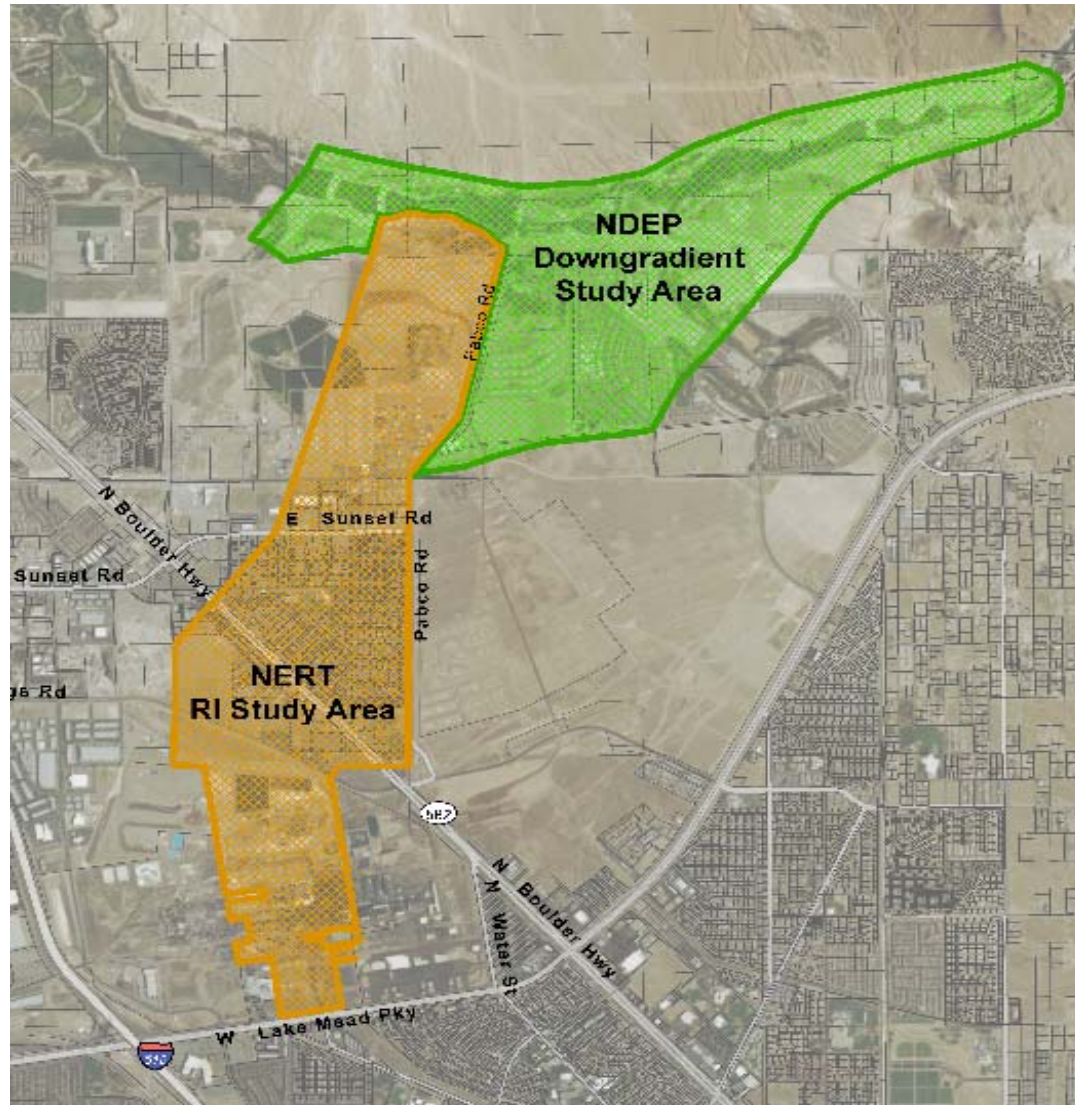 NDEP
Downgradient
Study Area
Pabco Rd
N Boulder Hwy
E Sunset Rd
Sunset Rd
Pabco Rd
NERT
RI Study Area
gs Rd
582
N Boulder Hwy
N Water St
W Lake Mead Pky